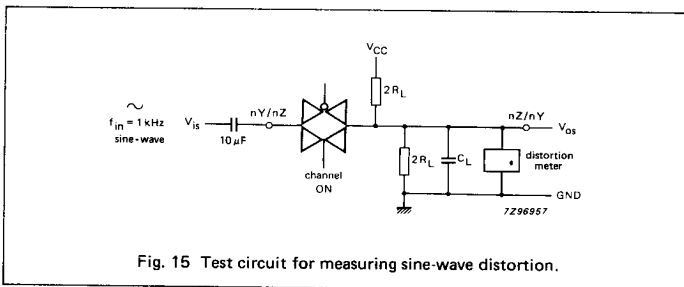 V_CC
2R_L
∼
f_in = 1 kHz
sine-wave
V_is
nY/nZ
10 µF
channel
ON
2R_L
C_L
nZ/nY
V_os
distortion
meter
GND
7Z96957
Fig. 15 Test circuit for measuring sine-wave distortion.